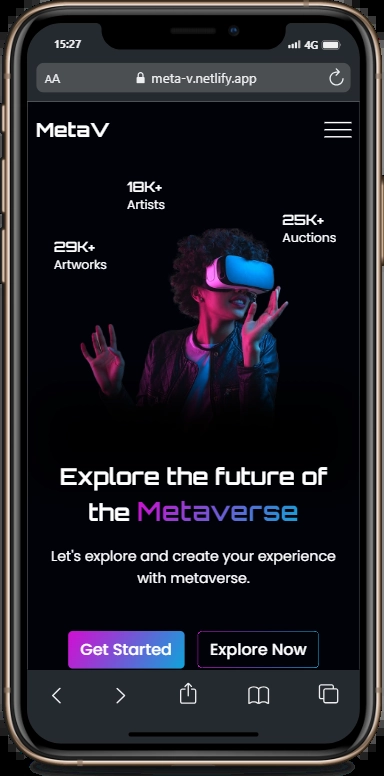 15:27
4G
AA
meta-v.netlify.app
MetaV
18K+
Artists
25K+
Auctions
29K+
Artworks
Explore the future of
the Metaverse
Let's explore and create your experience
with metaverse.
Get Started
Explore Now